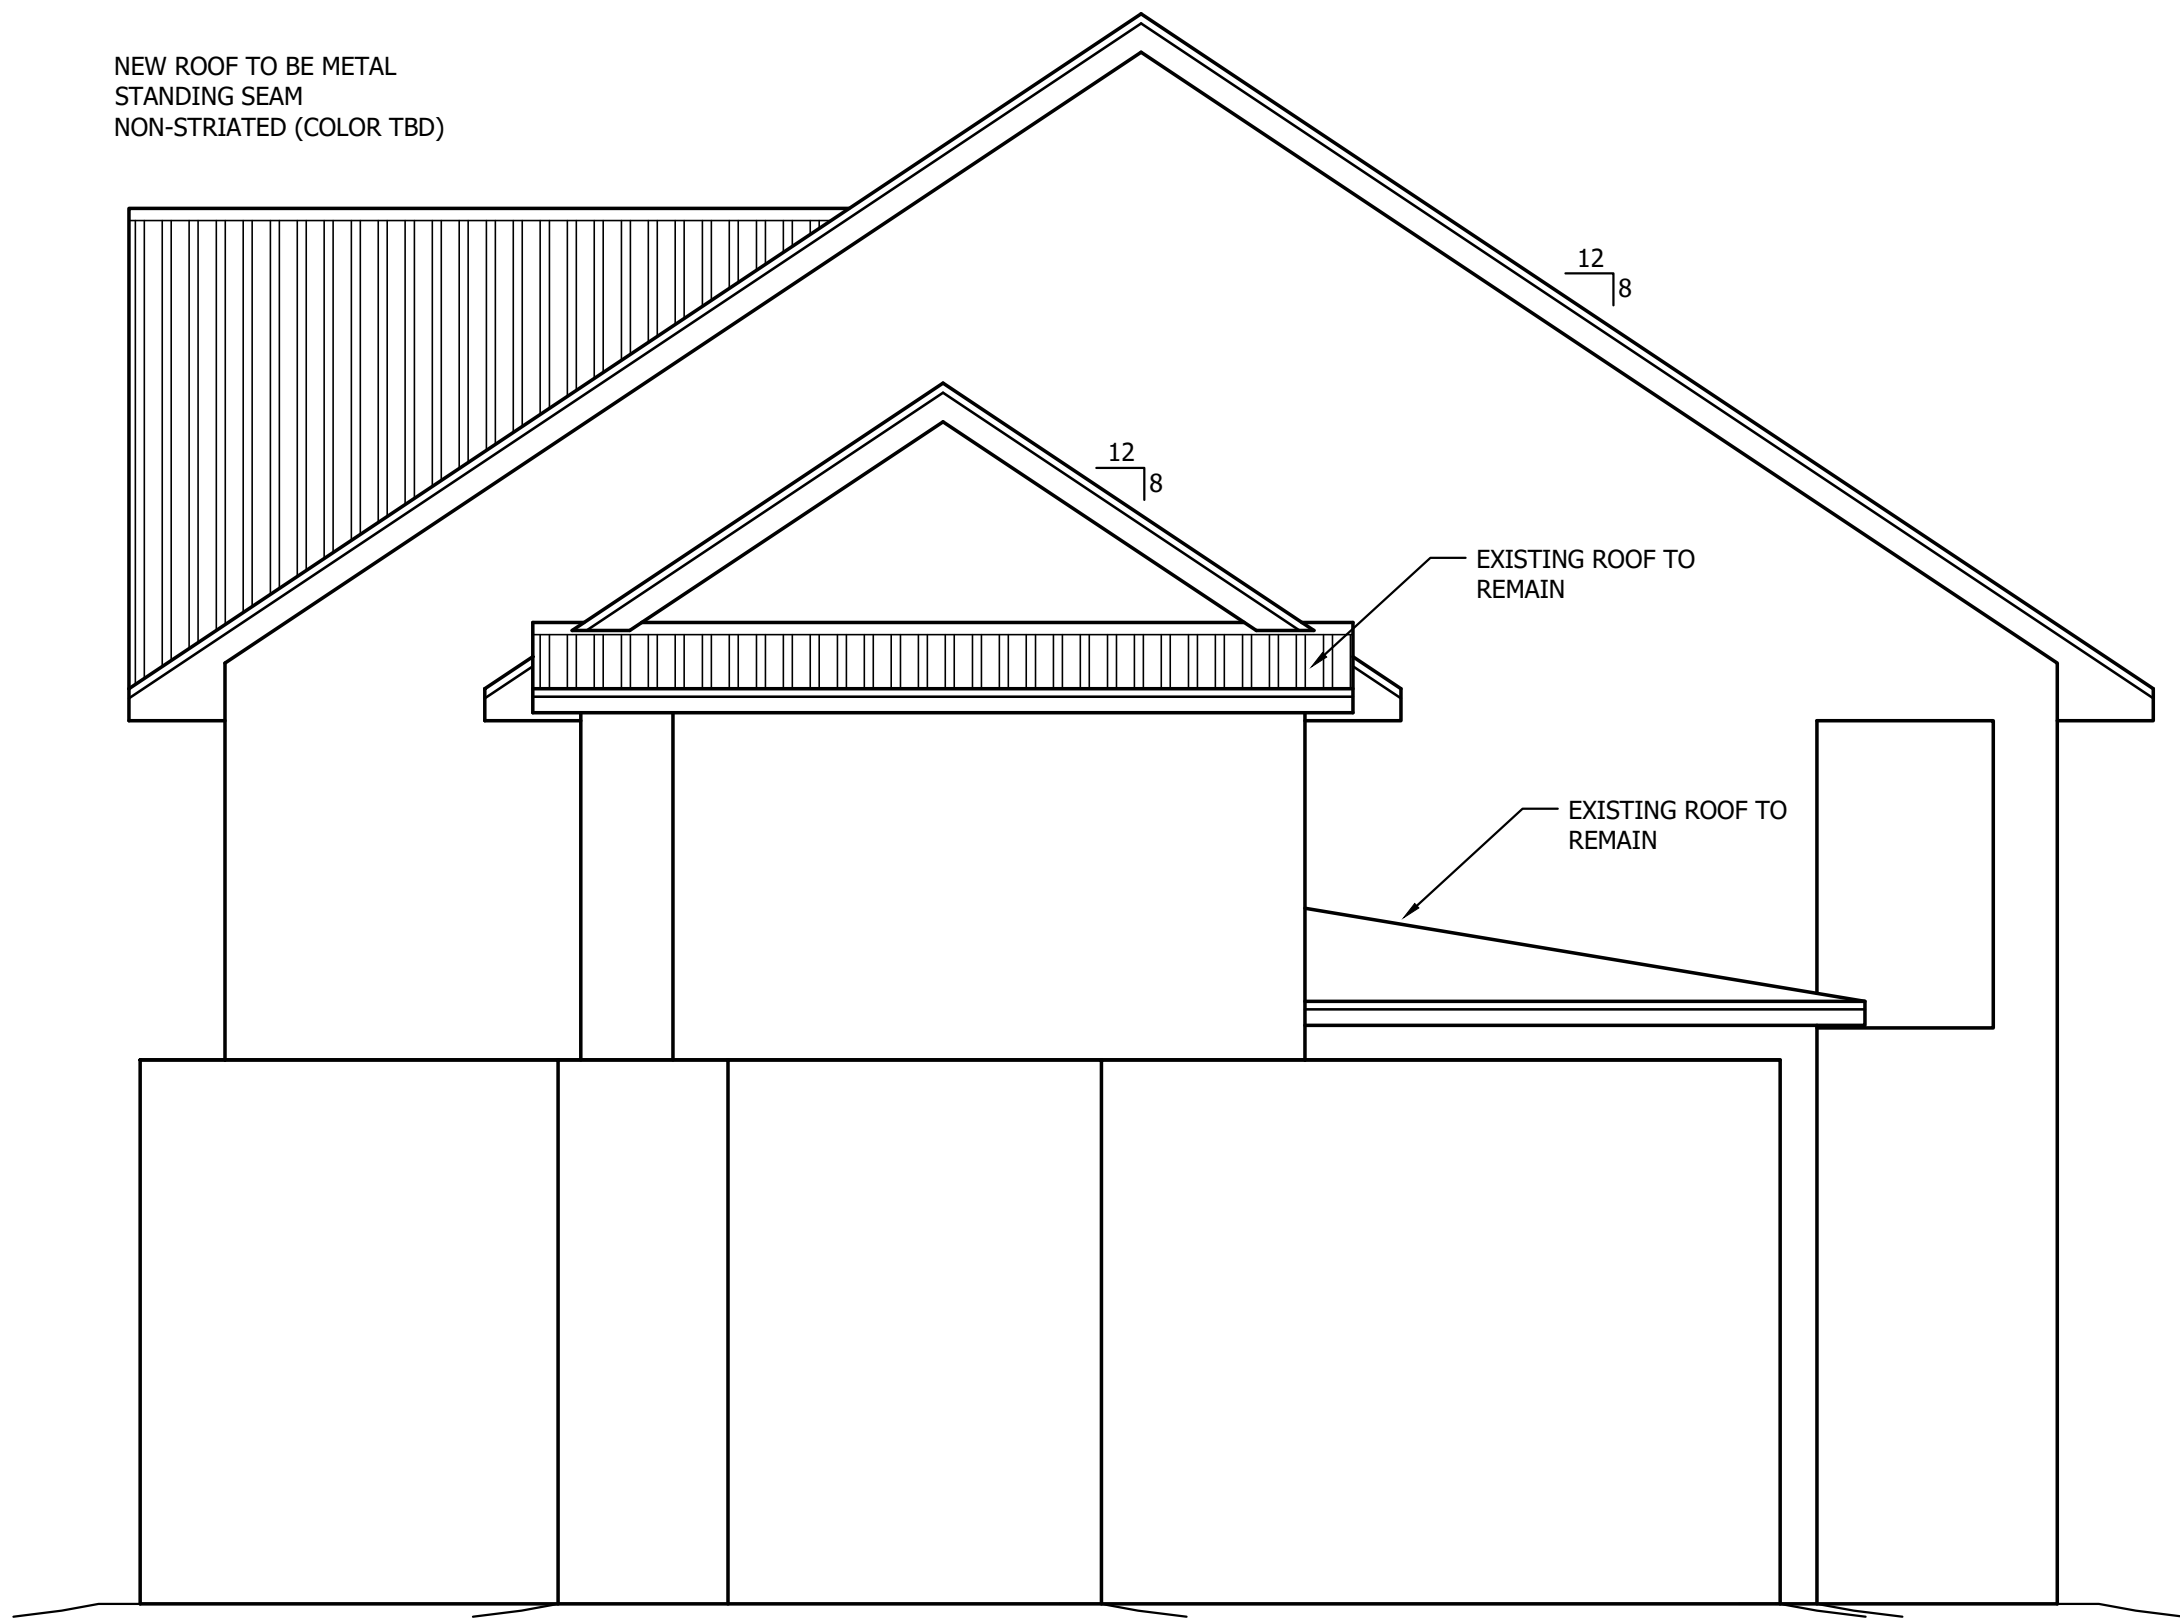 NEW ROOF TO BE METAL
STANDING SEAM
NON-STRIATED (COLOR TBD)
12
8
12
8
EXISTING ROOF TO
REMAIN
EXISTING ROOF TO
REMAIN